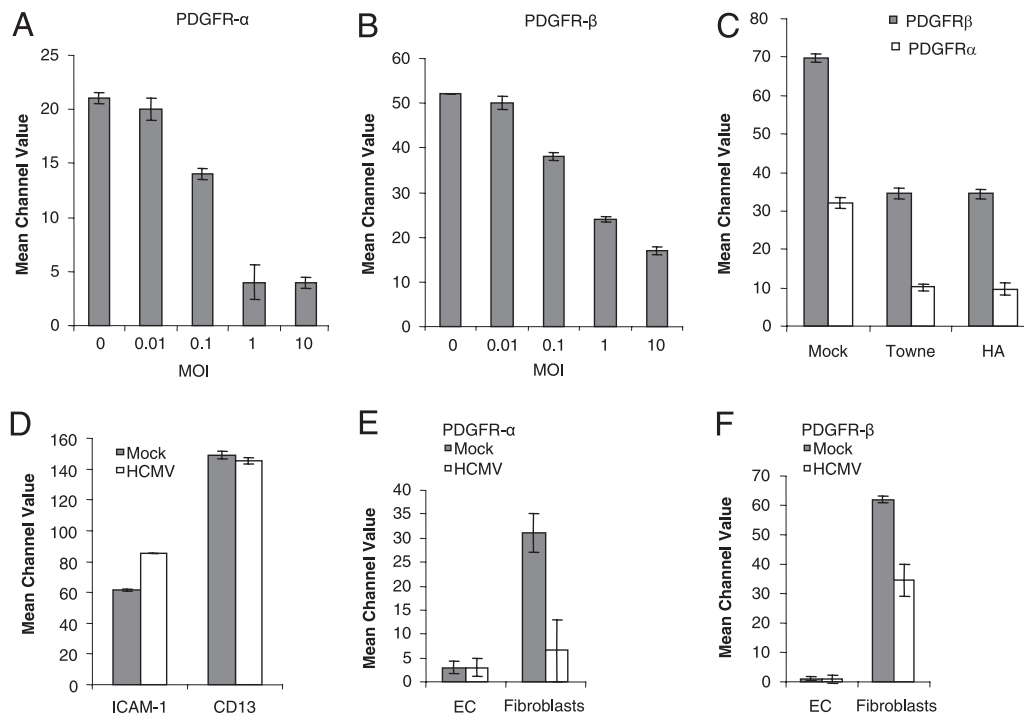 A
PDGFR-α
Mean Channel Value
25
20
15
10
5
0
0 0.01 0.1 1 10
MOI
B
PDGFR-β
Mean Channel Value
60
50
40
30
20
10
0
0 0.01 0.1 1 10
MOI
C
PDGFRβ
PDGFRα
Mean Channel Value
80
70
60
50
40
30
20
10
0
Mock Towne HA
D
Mock
HCMV
Mean Channel Value
160
140
120
100
80
60
40
20
0
ICAM-1 CD13
E
PDGFR-α
Mock
HCMV
Mean Channel Value
40
35
30
25
20
15
10
5
0
EC Fibroblasts
F
PDGFR-β
Mock
HCMV
Mean Channel Value
70
60
50
40
30
20
10
0
EC Fibroblasts